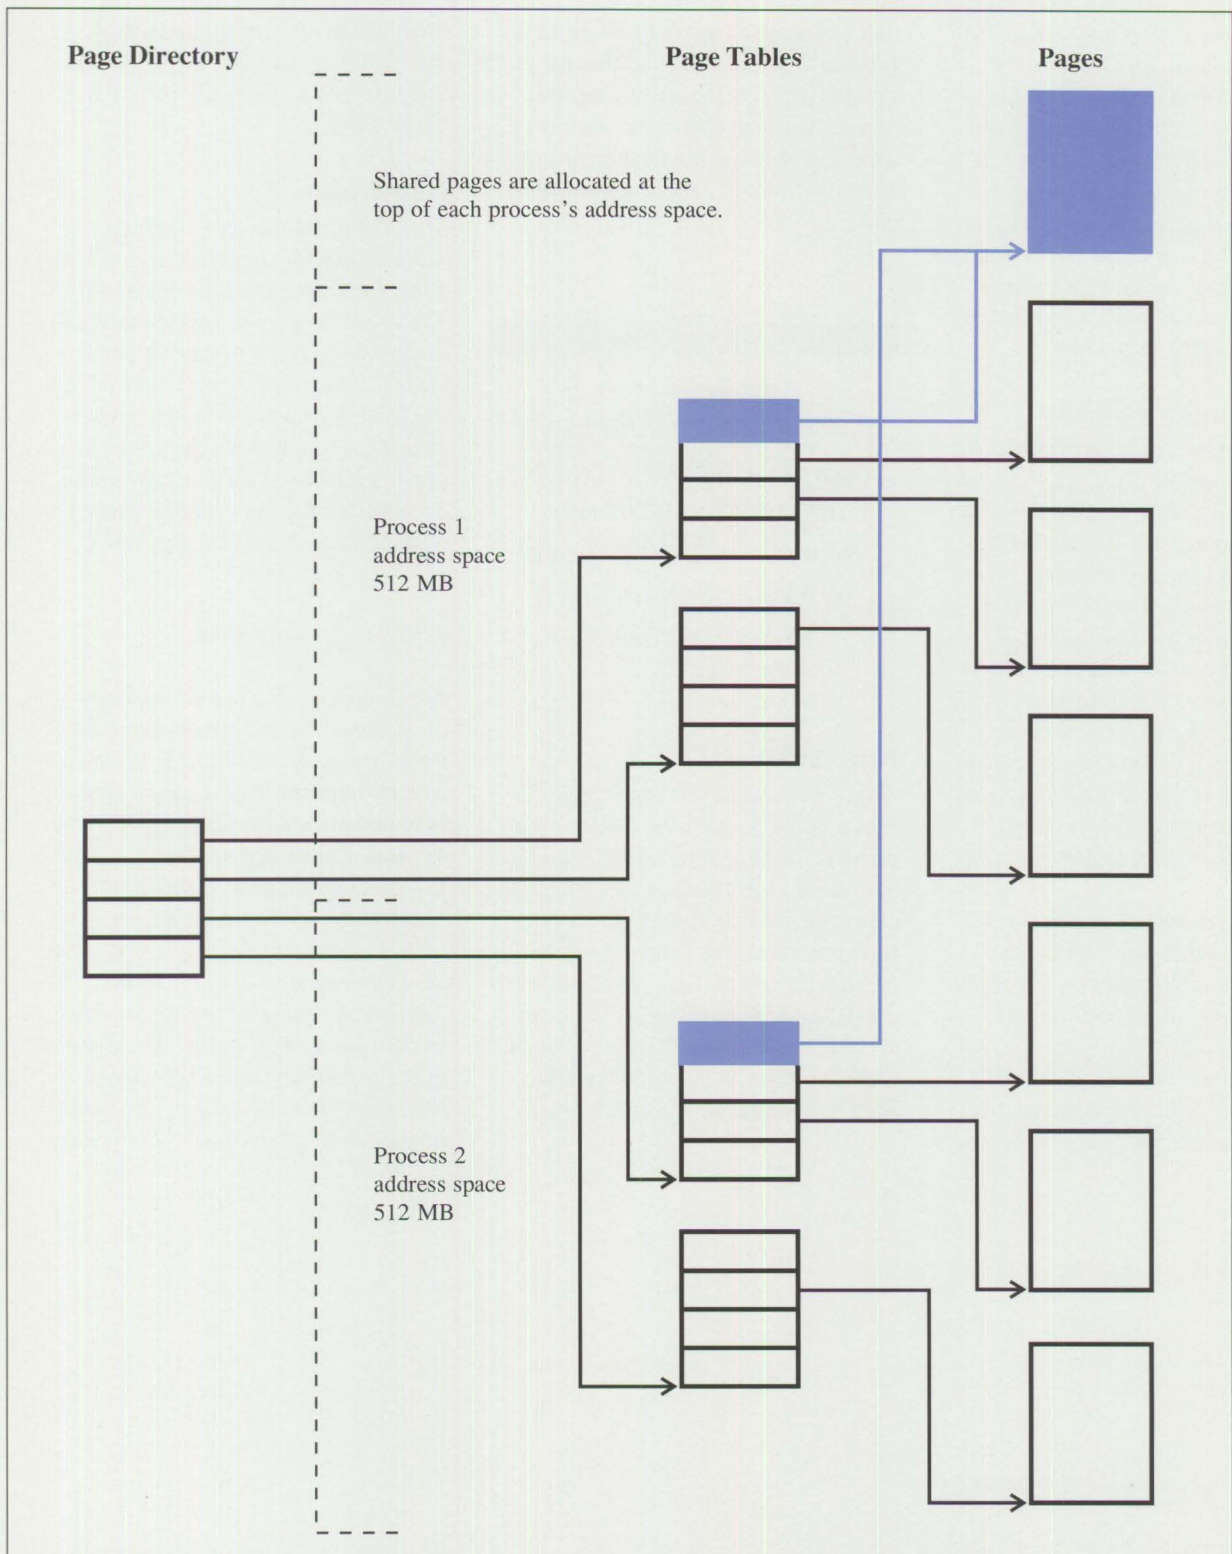 Page Directory
Page Tables
Pages
Shared pages are allocated at the
top of each process's address space.
Process 1
address space
512 MB
Process 2
address space
512 MB